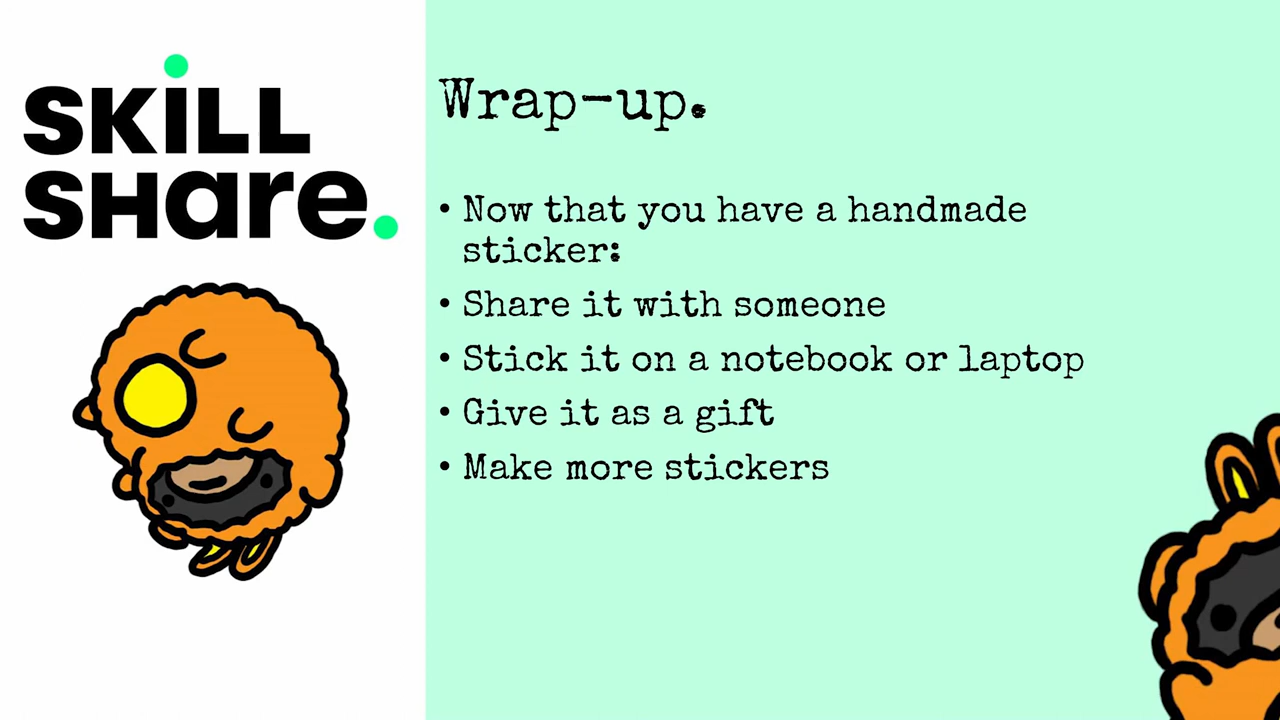 SKiLL
SHare.
Wrap-up.
• Now that you have a handmade
sticker:
• Share it with someone
• Stick it on a notebook or laptop
• Give it as a gift
• Make more stickers